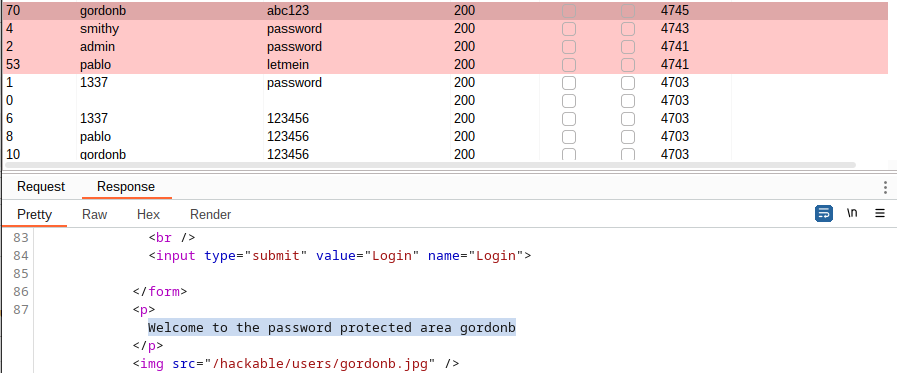 70 gordonb abc123 200 4745
4 smithy password 200 4743
2 admin password 200 4741
53 pablo letmein 200 4741
1 1337 password 200 4703
0 200 4703
6 1337 123456 200 4703
8 pablo 123456 200 4703
10 gordonb 123456 200 4703
Request Response
Pretty Raw Hex Render \n
83 <br />
84 <input type="submit" value="Login" name="Login">
85
86 </form>
87 <p>
Welcome to the password protected area gordonb
</p>
<img src="/hackable/users/gordonb.jpg" />